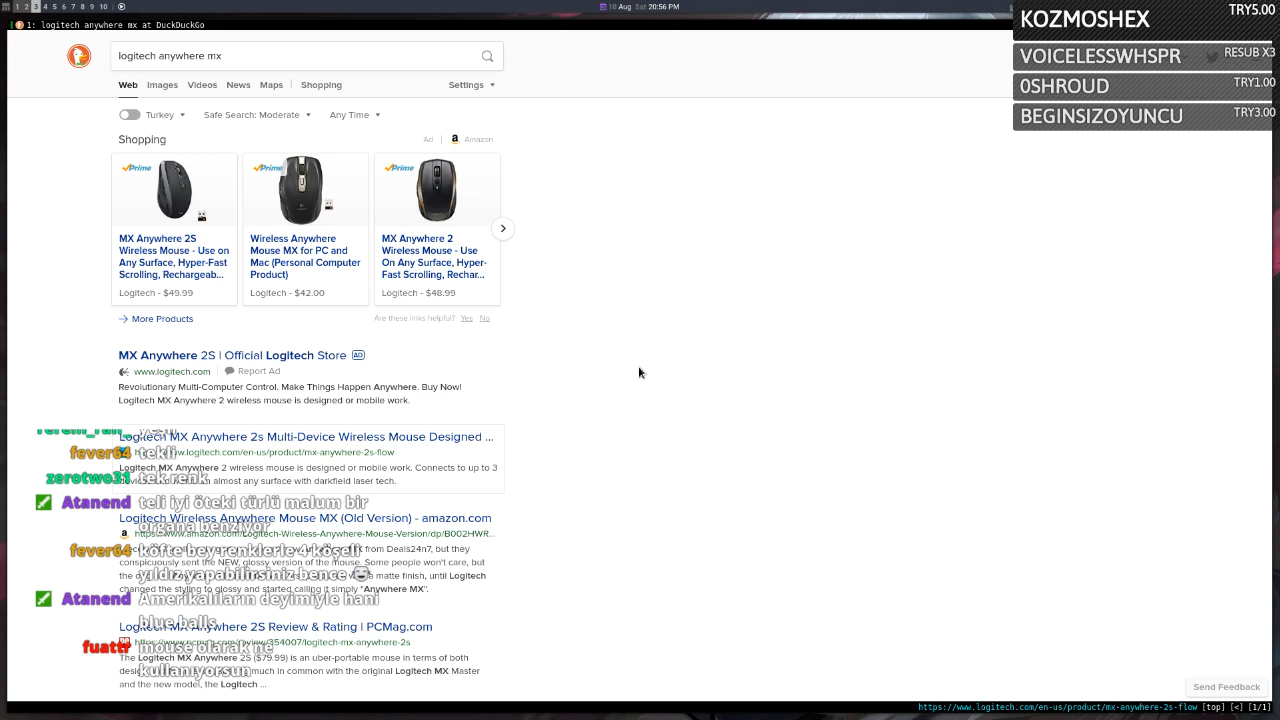 1 2 3 4 5 6 7 8 9 10
10 Aug Sat 20:56 PM
1: logitech anywhere mx at DuckDuckGo
KOZMOSHEX TRY5.00
VOICELESSWHSPR RESUB X3
0SHROUD TRY1.00
BEGINSIZOYUNCU TRY3.00
logitech anywhere mx
Web Images Videos News Maps Shopping Settings
Turkey Safe Search: Moderate Any Time
Shopping Ad Amazon
Prime
MX Anywhere 2S
Wireless Mouse - Use on
Any Surface, Hyper-Fast
Scrolling, Rechargeab...
Logitech - $49.99
Prime
Wireless Anywhere
Mouse MX for PC and
Mac (Personal Computer
Product)
Logitech - $42.00
Prime
MX Anywhere 2
Wireless Mouse - Use
On Any Surface, Hyper-
Fast Scrolling, Rechar...
Logitech - $48.99
More Products
Are these links helpful? Yes No
MX Anywhere 2S | Official Logitech Store AD
www.logitech.com Report Ad
Revolutionary Multi-Computer Control. Make Things Happen Anywhere. Buy Now!
Logitech MX Anywhere 2 wireless mouse is designed or mobile work.
Logitech MX Anywhere 2s Multi-Device Wireless Mouse Designed ...
www.logitech.com/en-us/product/mx-anywhere-2s-flow
Logitech MX Anywhere 2 wireless mouse is designed or mobile work. Connects to up to 3
almost any surface with darkfield laser tech.
Logitech Wireless Anywhere Mouse MX (Old Version) - amazon.com
https://www.amazon.com/Logitech-Wireless-Anywhere-Mouse-Version/dp/B002HWR...
from Deals24n7, but they
conspicuously sent the NEW, glossy version of the mouse. Some people won't care, but
the matte finish, until Logitech
changed the styling to glossy and started calling it simply "Anywhere MX".
Logitech MX Anywhere 2S Review & Rating | PCMag.com
https://www.pcmag.com/review/354007/logitech-mx-anywhere-2s
The Logitech MX Anywhere 2S ($79.99) is an uber-portable mouse in terms of both
much in common with the original Logitech MX Master
and the new model, the Logitech ...
fever64 tekli
zerotwo31 tek renk
Atanend teli iyi öteki türlü malum bir
organa benziyor
fever64 köfte bey renklerle 4 köşeli
yıldız yapabilirsiniz bence
Atanend Amerikalıların deyimiyle hani
blue balls
fuattr mouse olarak ne
kullanıyorsun
Send Feedback
https://www.logitech.com/en-us/product/mx-anywhere-2s-flow [top] [<] [1/1]